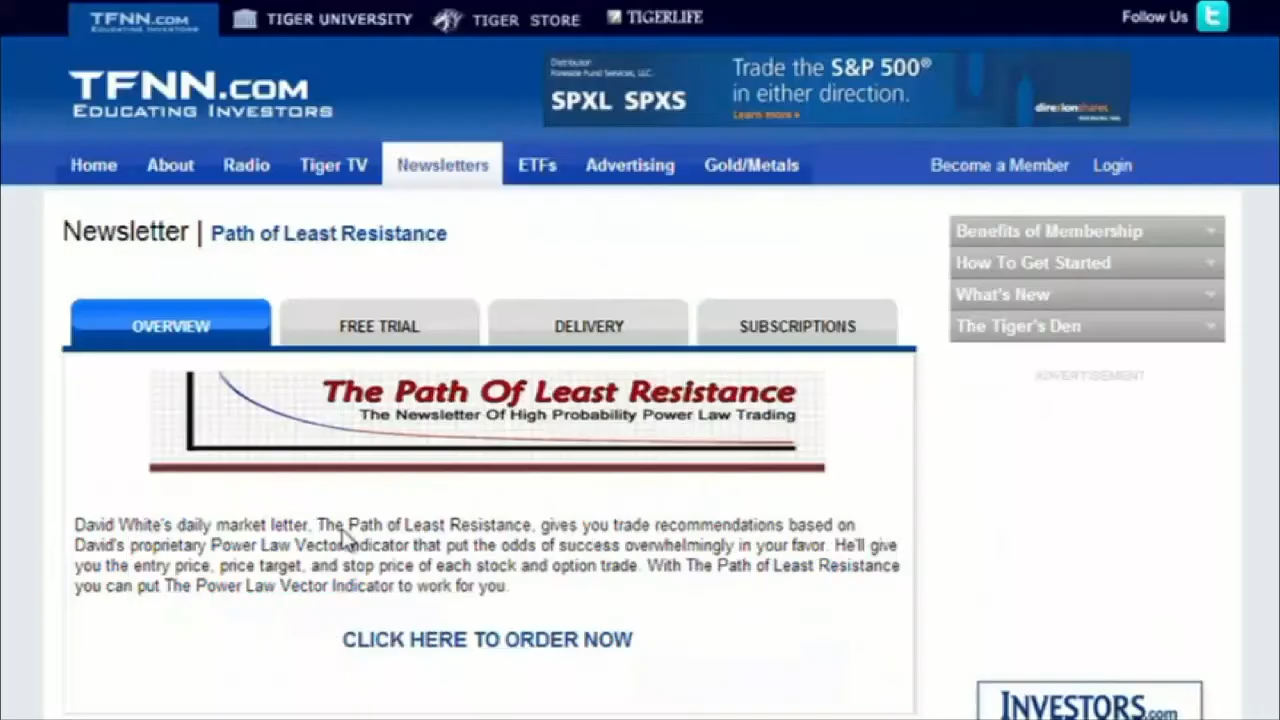 TFNN.COM
EDUCATING INVESTORS
TIGER UNIVERSITY
TIGER STORE
TIGERLIFE
Follow Us
TFNN.COM
EDUCATING INVESTORS
Distributor
SPXL SPXS
Trade the S&P 500®
in either direction.
Learn more
direxionshares
Home About Radio Tiger TV Newsletters ETFs Advertising Gold/Metals Become a Member Login
Newsletter | Path of Least Resistance
Benefits of Membership
How To Get Started
What's New
The Tiger's Den
ADVERTISEMENT
OVERVIEW FREE TRIAL DELIVERY SUBSCRIPTIONS
The Path Of Least Resistance
The Newsletter Of High Probability Power Law Trading
David White's daily market letter, The Path of Least Resistance, gives you trade recommendations based on
David's proprietary Power Law Vector Indicator that put the odds of success overwhelmingly in your favor. He'll give
you the entry price, price target, and stop price of each stock and option trade. With The Path of Least Resistance
you can put The Power Law Vector Indicator to work for you.
CLICK HERE TO ORDER NOW
INVESTORS.com